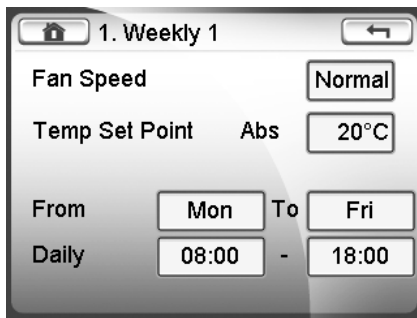 1. Weekly 1
Fan Speed Normal
Temp Set Point Abs 20°C
From Mon To Fri
Daily 08:00 - 18:00